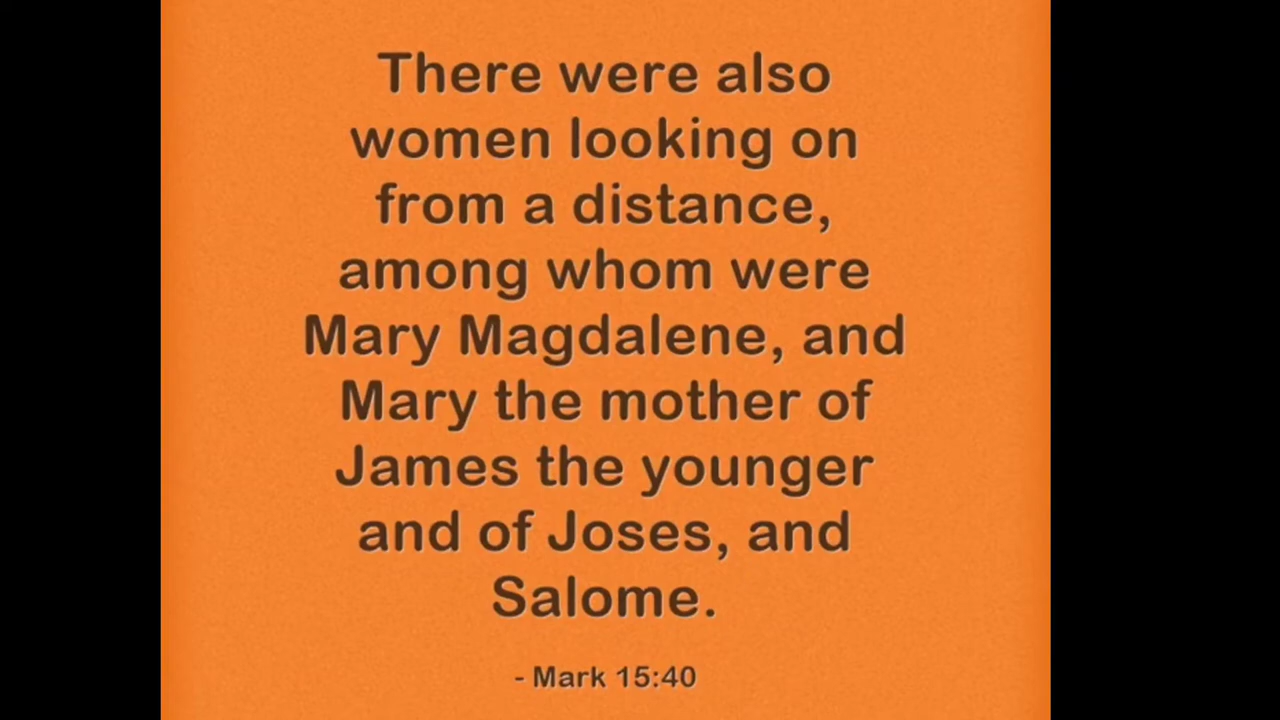 There were also
women looking on
from a distance,
among whom were
Mary Magdalene, and
Mary the mother of
James the younger
and of Joses, and
Salome.
- Mark 15:40